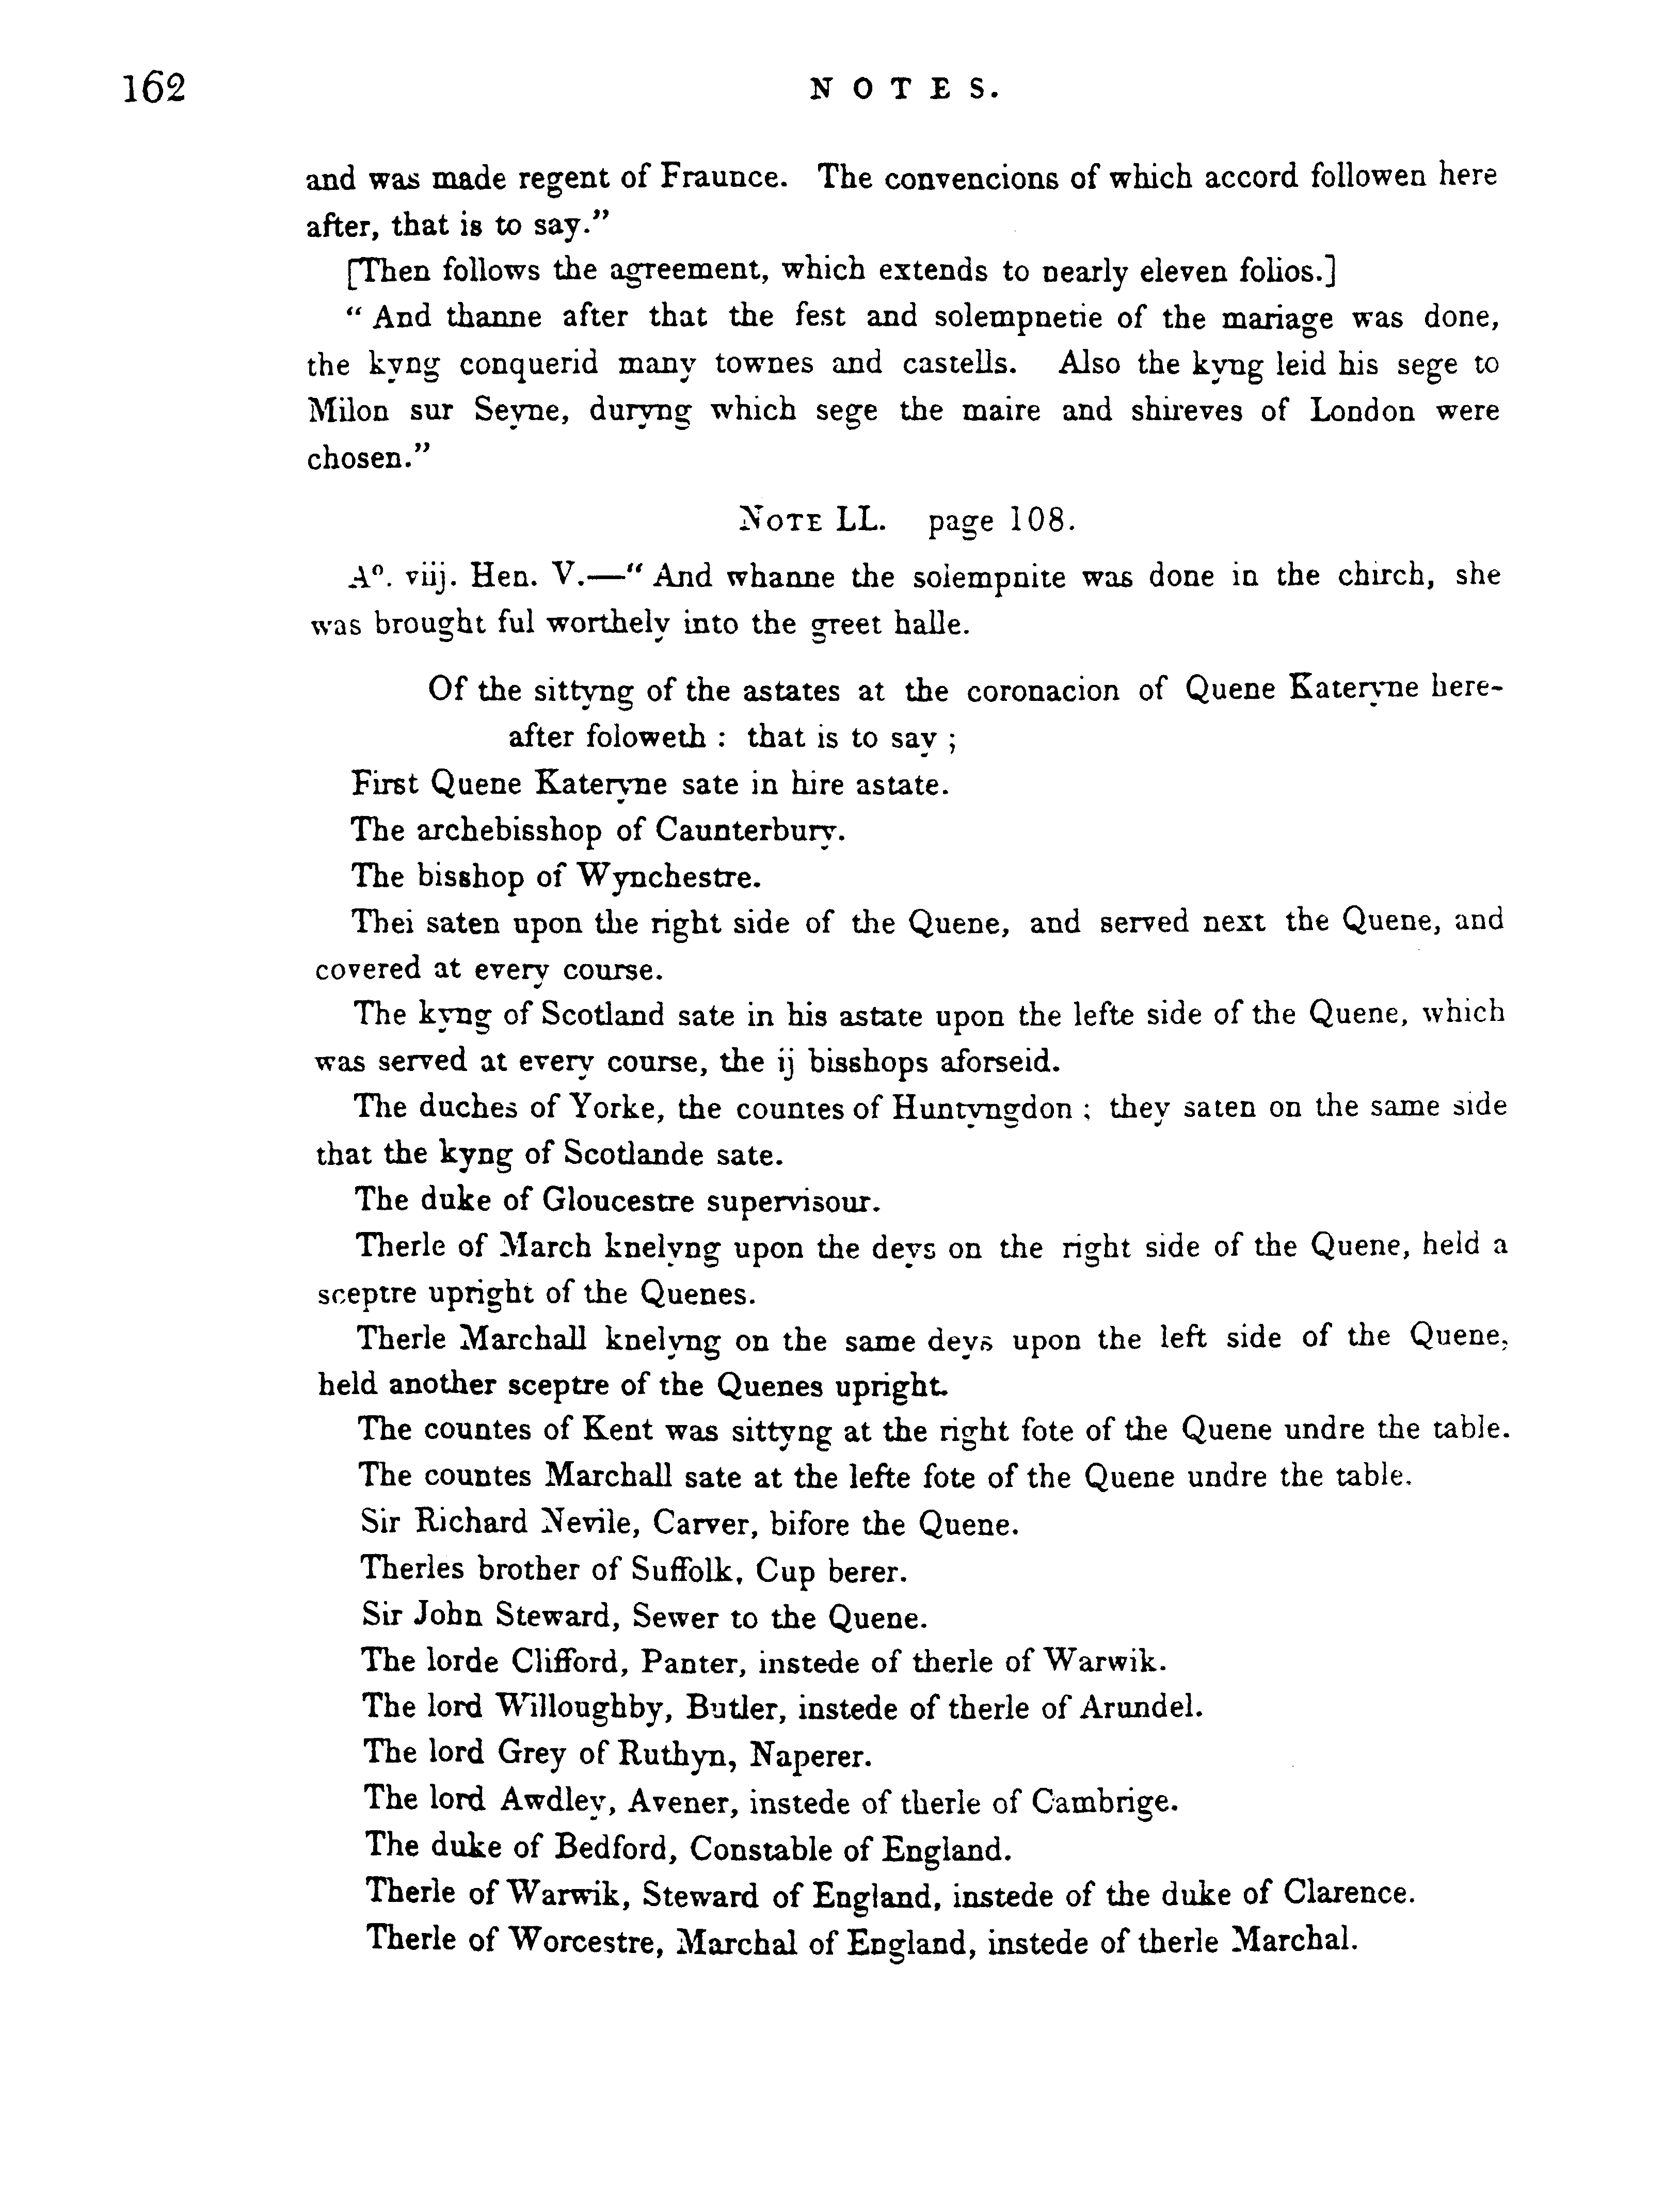 162 NOTES.
and was made regent of Fraunce. The convencions of which accord followen here
after, that is to say.”
[Then follows the agreement, which extends to nearly eleven folios.]
“ And thanne after that the fest and solempnetie of the mariage was done,
the kyng conquerid many townes and castells. Also the kyng leid his sege to
Milon sur Seyne, duryng which sege the maire and shireves of London were
chosen.”
NOTE LL. page 108.
Aº. viij. Hen. V.—“ And whanne the solempnite was done in the chirch, she
was brought ful worthely into the greet halle.
Of the sittyng of the astates at the coronacion of Quene Kateryne here-
after foloweth : that is to say ;
First Quene Kateryne sate in hire astate.
The archebisshop of Caunterbury.
The bisshop of Wynchestre.
Thei saten upon the right side of the Quene, and served next the Quene, and
covered at every course.
The kyng of Scotland sate in his astate upon the lefte side of the Quene, which
was served at every course, the ij bisshops aforseid.
The duches of Yorke, the countes of Huntyngdon ; they saten on the same side
that the kyng of Scotlande sate.
The duke of Gloucestre supervisour.
Therle of March knelyng upon the deys on the right side of the Quene, held a
sceptre upright of the Quenes.
Therle Marchall knelyng on the same deys upon the left side of the Quene,
held another sceptre of the Quenes upright.
The countes of Kent was sittyng at the right fote of the Quene undre the table.
The countes Marchall sate at the lefte fote of the Quene undre the table.
Sir Richard Nevile, Carver, bifore the Quene.
Therles brother of Suffolk, Cup berer.
Sir John Steward, Sewer to the Quene.
The lorde Clifford, Panter, instede of therle of Warwik.
The lord Willoughby, Butler, instede of therle of Arundel.
The lord Grey of Ruthyn, Naperer.
The lord Awdley, Avener, instede of therle of Cambrige.
The duke of Bedford, Constable of England.
Therle of Warwik, Steward of England, instede of the duke of Clarence.
Therle of Worcestre, Marchal of England, instede of therle Marchal.